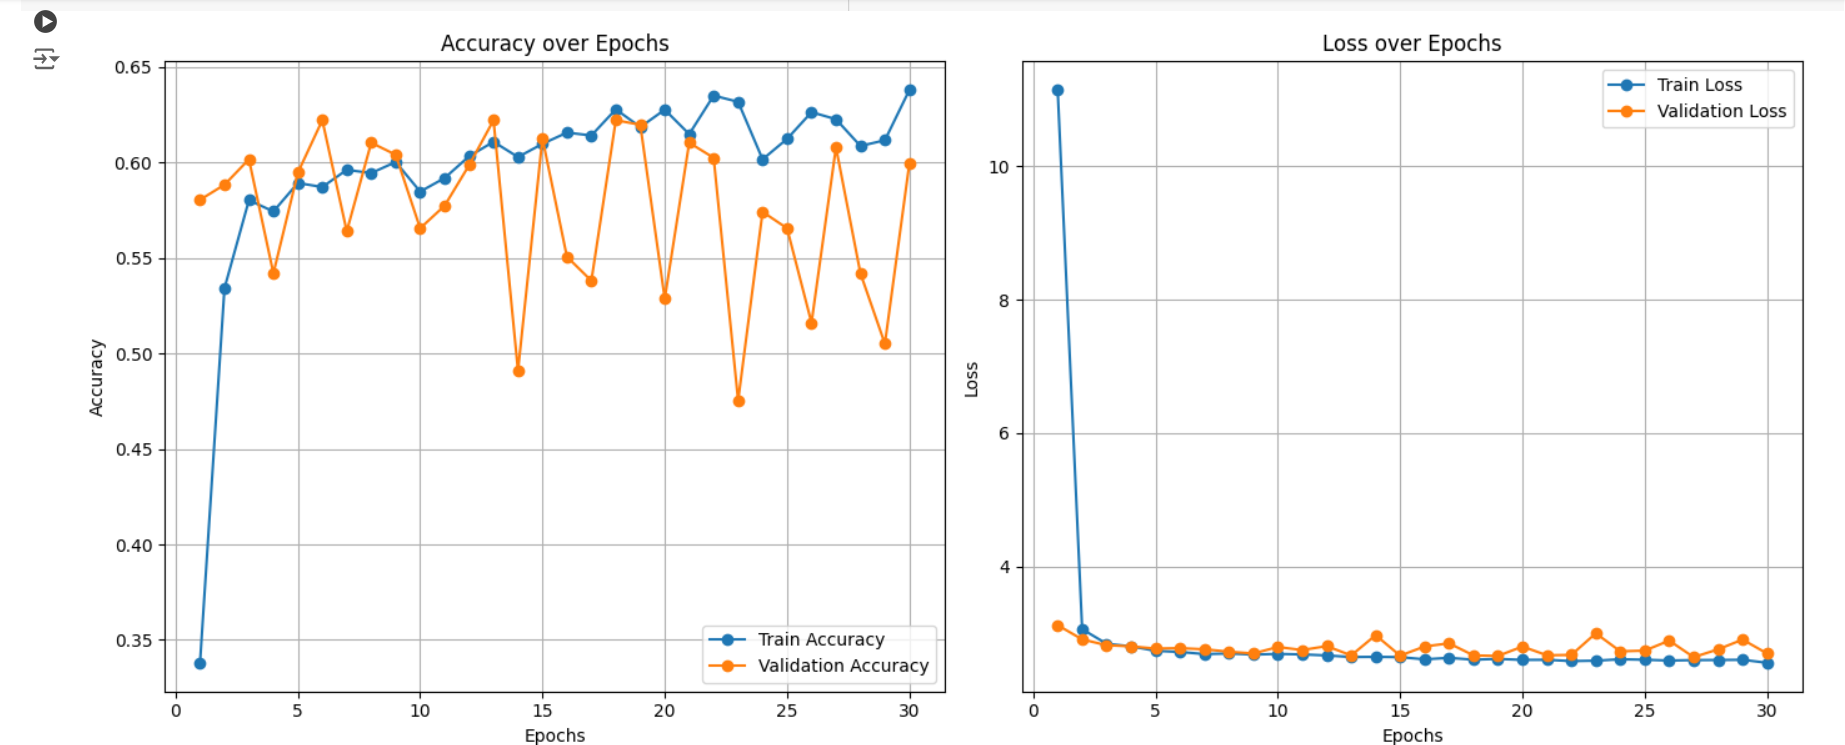 Accuracy over Epochs
0.65
0.60
0.55
0.50
0.45
0.40
0.35
Accuracy
Train Accuracy
Validation Accuracy
0 5 10 15 20 25 30
Epochs
Loss over Epochs
Train Loss
Validation Loss
10
8
6
4
Loss
0 5 10 15 20 25 30
Epochs